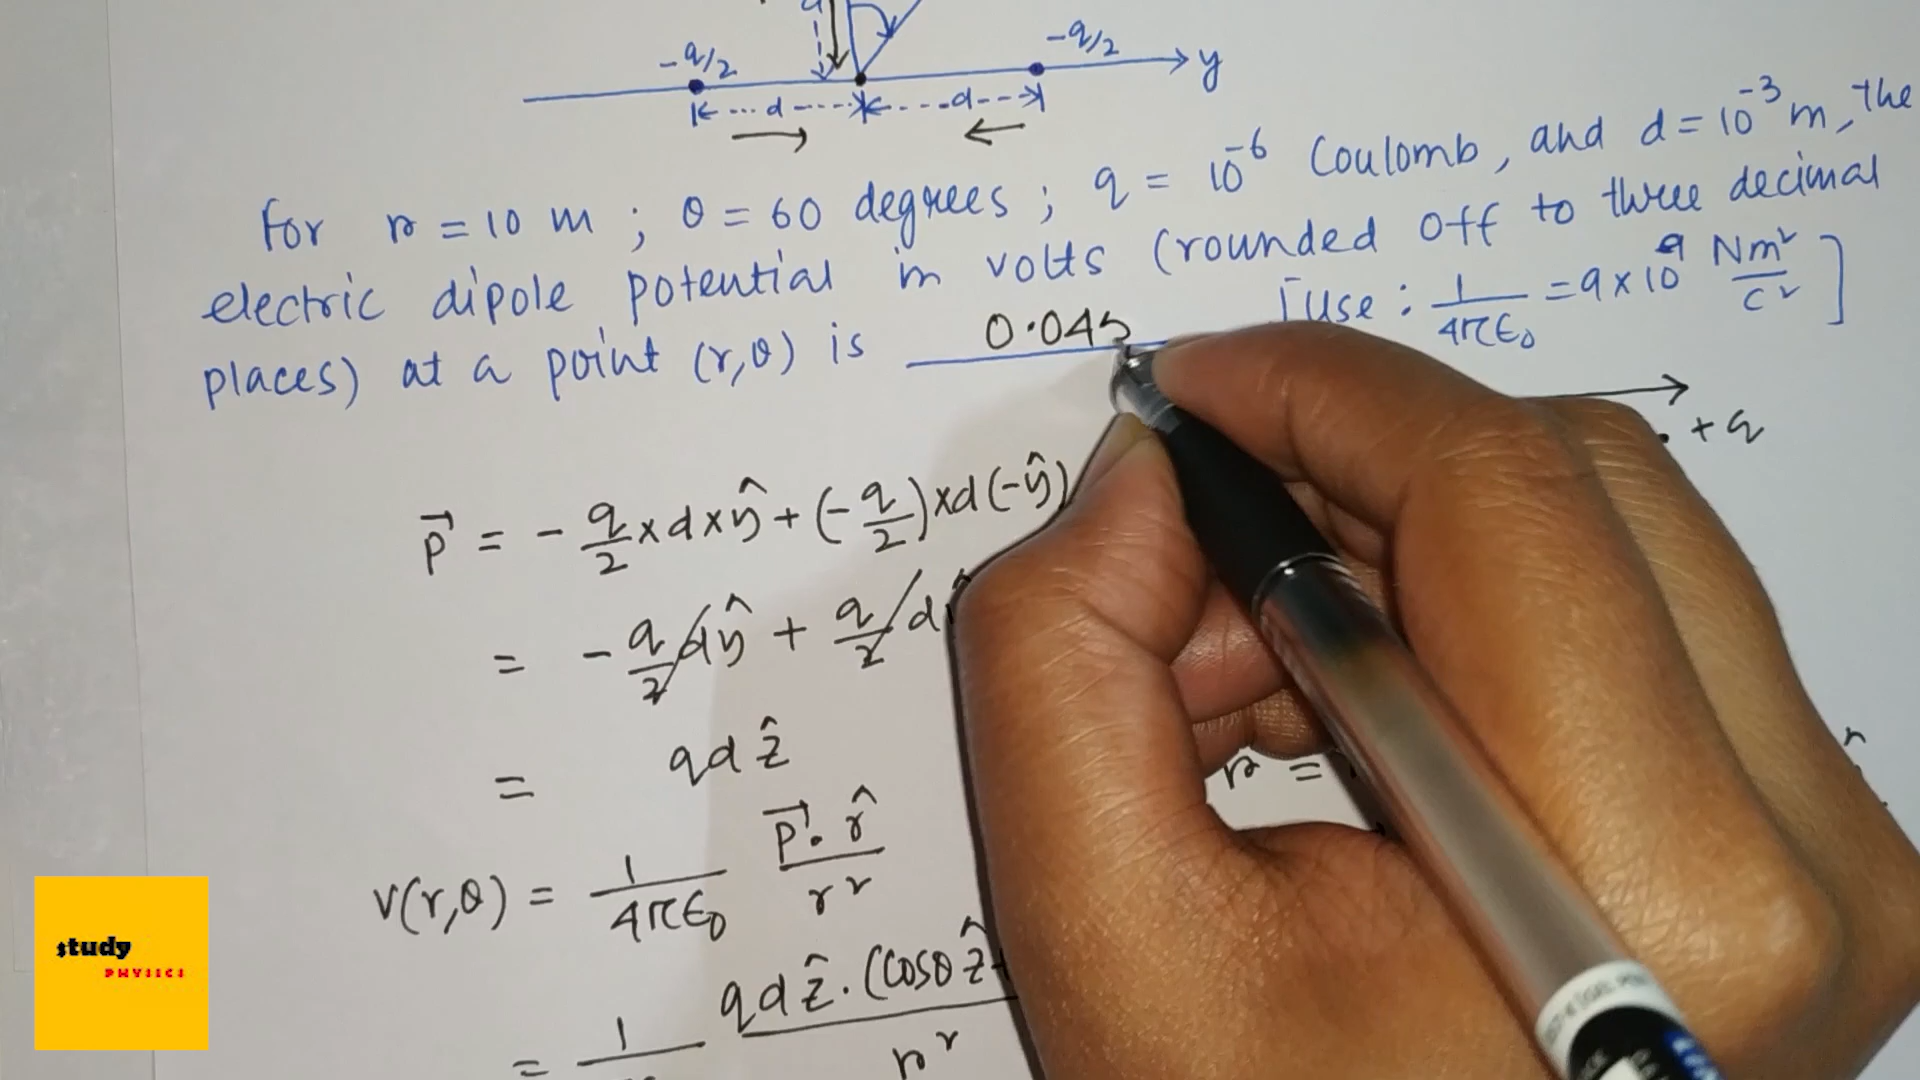 -q/2 -q/2 y
d d
For r = 10 m ; θ = 60 degrees ; q = 10⁻⁶ Coulomb, and d = 10⁻³ m, the
electric dipole potential in volts (rounded off to three decimal
places) at a point (r,θ) is 0.045 [use : 1/4πε₀ = 9 × 10⁹ Nm²/C²]
+q
p⃗ = - q/2 × d × ŷ + (- q/2) × d (-ŷ)
= - q/2 dŷ + q/2 d
= qd ẑ
r =
V(r,θ) = 1/4πε₀ p⃗ · r̂/r²
= 1 qd ẑ · (cosθ ẑ + r²
study
PHYSICS